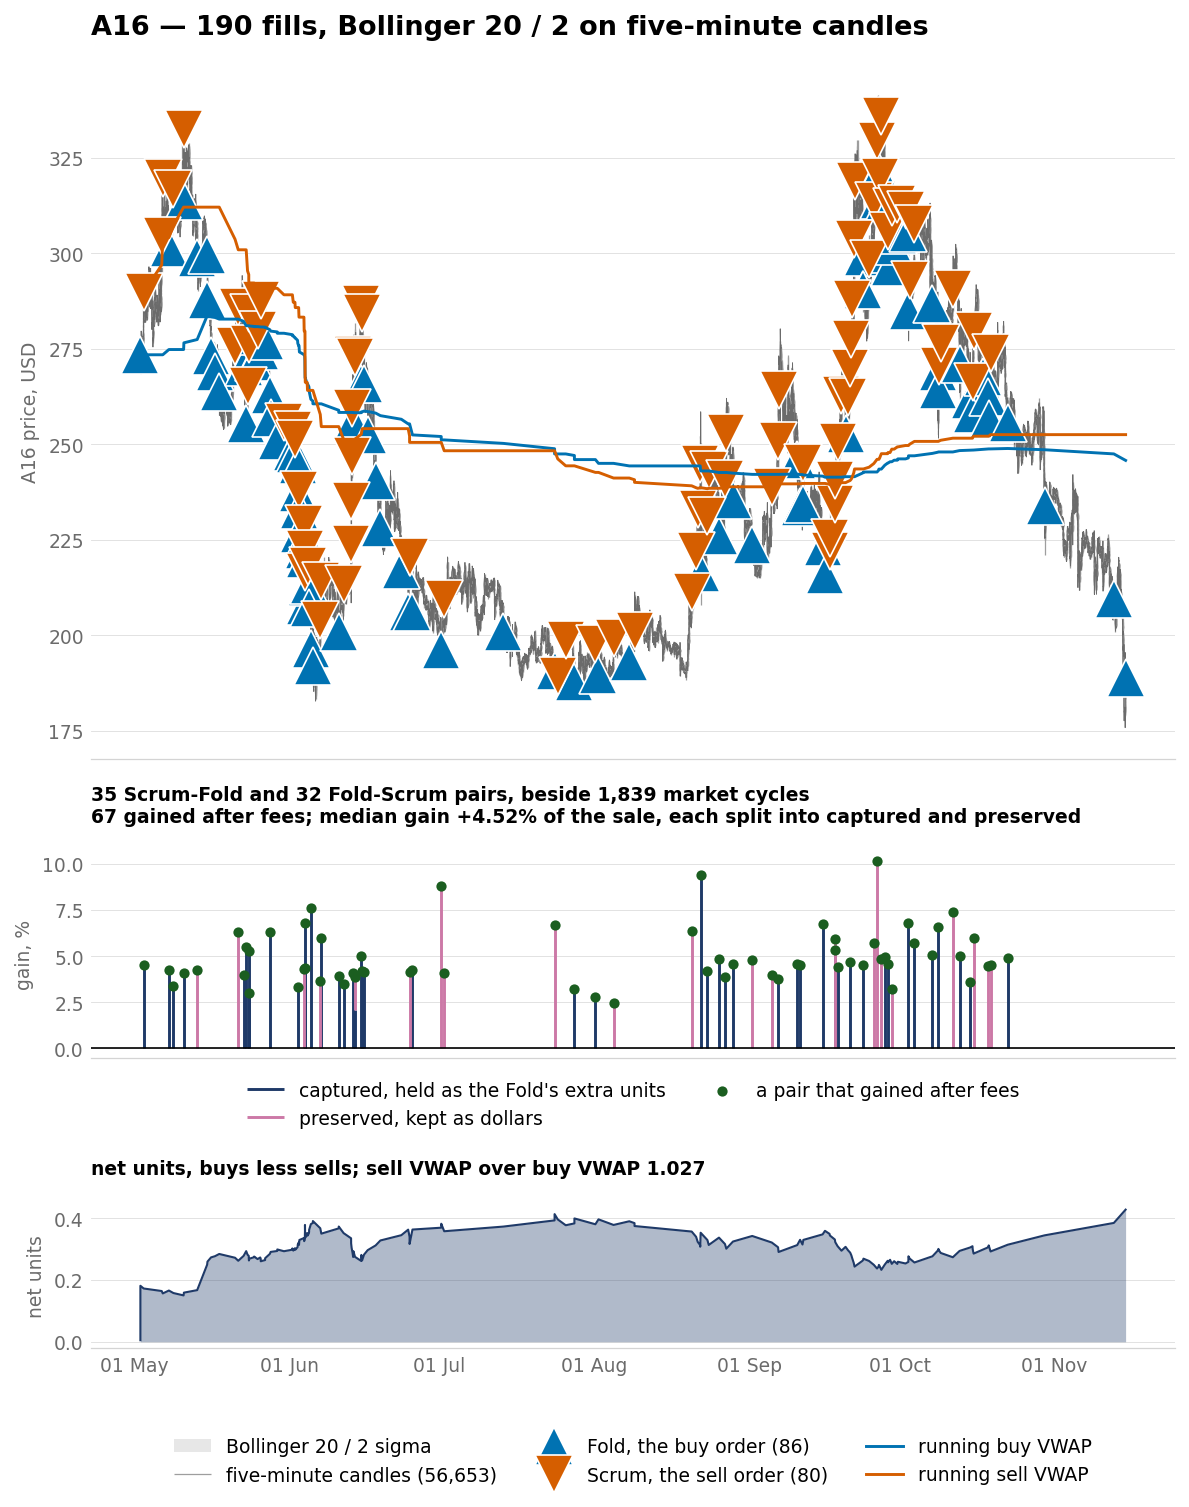 A16 — 190 fills, Bollinger 20 / 2 on five-minute candles
A16 price, USD
325
300
275
250
225
200
175
35 Scrum-Fold and 32 Fold-Scrum pairs, beside 1,839 market cycles
67 gained after fees; median gain +4.52% of the sale, each split into captured and preserved
gain, %
10.0
7.5
5.0
2.5
0.0
captured, held as the Fold's extra units
a pair that gained after fees
preserved, kept as dollars
net units, buys less sells; sell VWAP over buy VWAP 1.027
net units
0.4
0.2
0.0
01 May
01 Jun
01 Jul
01 Aug
01 Sep
01 Oct
01 Nov
Bollinger 20 / 2 sigma
Fold, the buy order (86)
running buy VWAP
five-minute candles (56,653)
Scrum, the sell order (80)
running sell VWAP